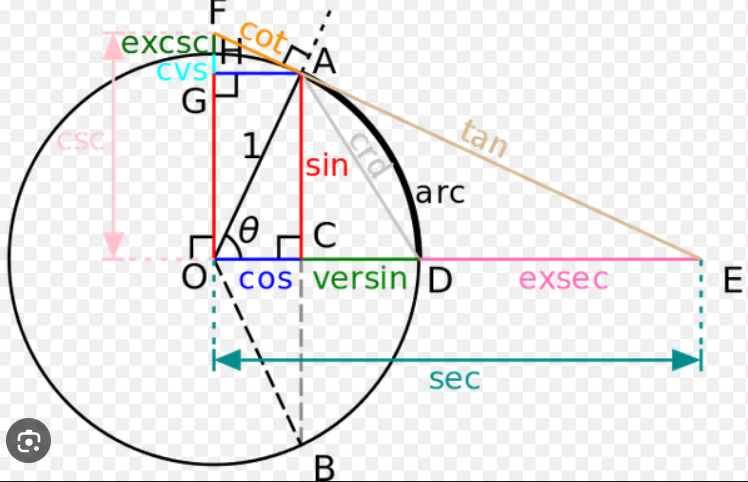 F
excsc
cot
H
A
cvs
G
csc
1
sin
crd
tan
arc
θ
C
O
cos
versin
D
exsec
E
sec
B